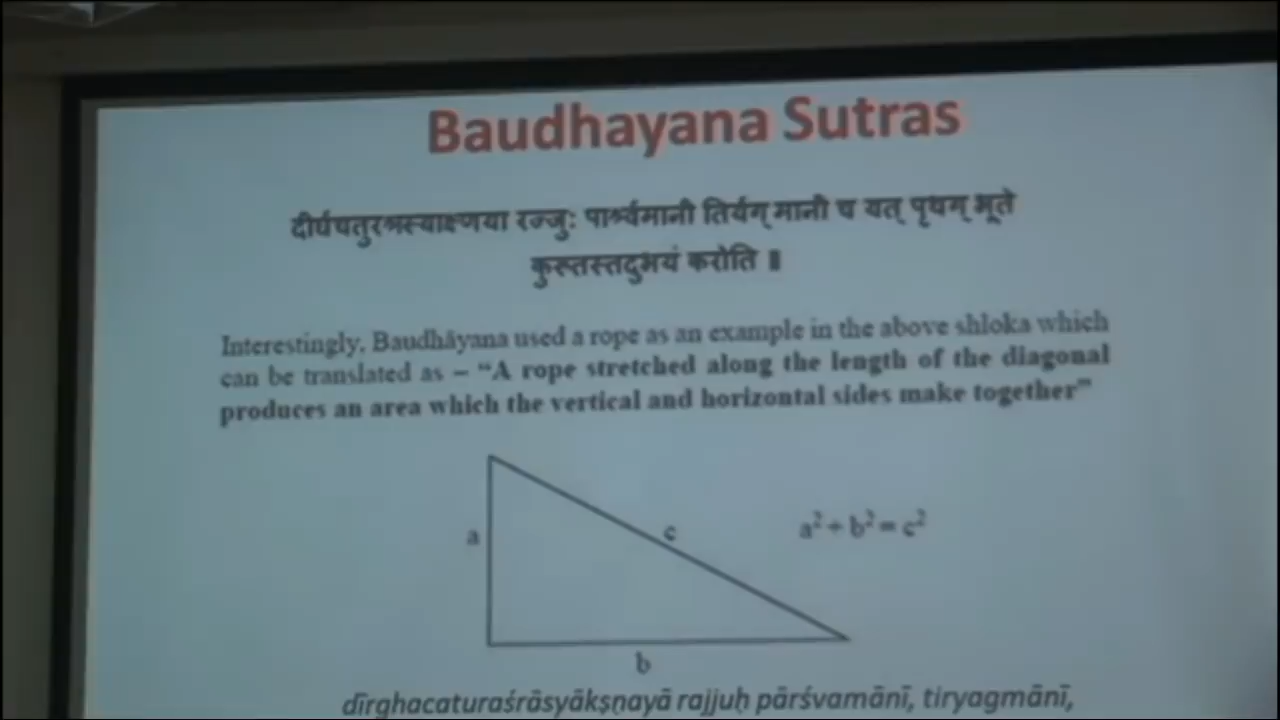 Baudhayana Sutras
दीर्घचतुरश्रस्याक्ष्णया रज्जुः पार्श्वमानी तिर्यग् मानी च यत् पृथग् भूते
कुरूतस्तदुभयं करोति ॥
Interestingly, Baudhāyana used a rope as an example in the above shloka which
can be translated as – “A rope stretched along the length of the diagonal
produces an area which the vertical and horizontal sides make together”
a
c
a² + b² = c²
b
dīrghacaturaśrāsyākṣṇayā rajjuḥ pārśvamānī, tiryagmānī,